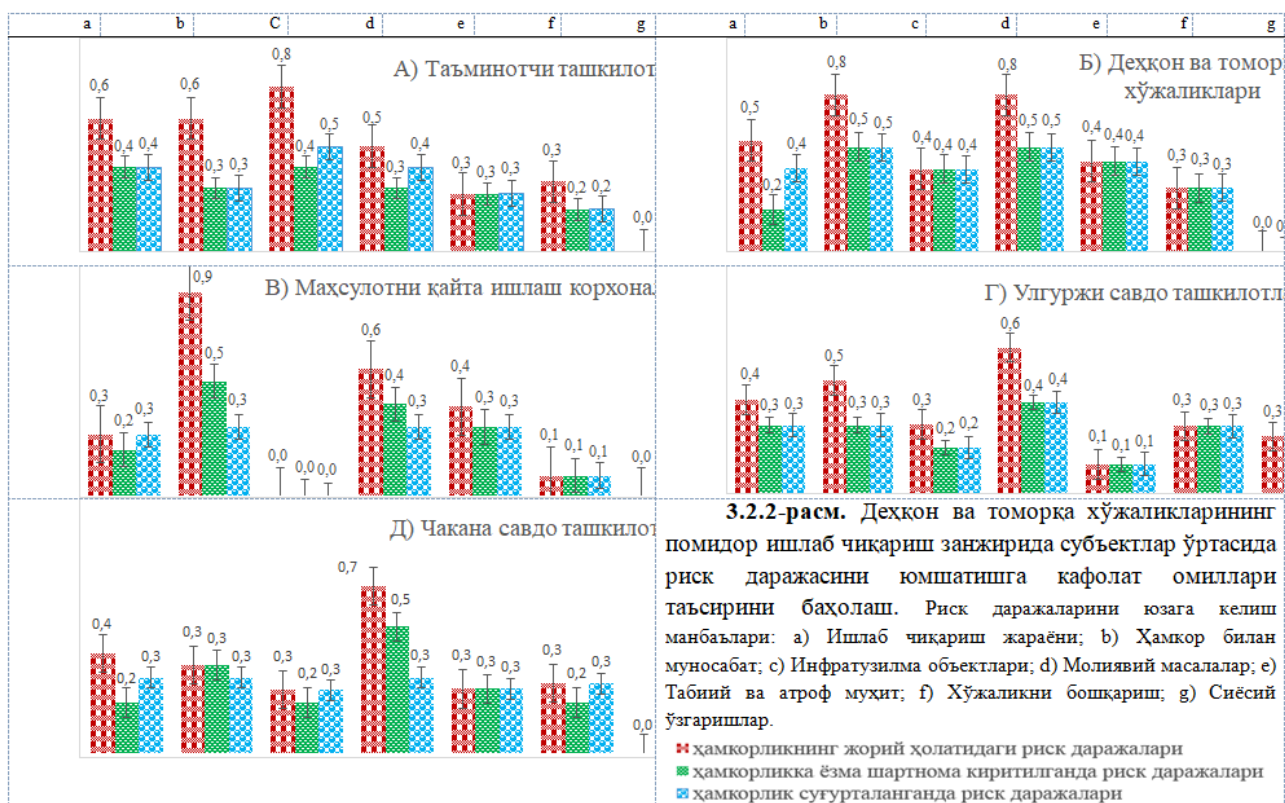 a b C d e f g
a b c d e f g
А) Таъминотчи ташкилот
0,6 0,4 0,4 0,6 0,3 0,3 0,8 0,4 0,5 0,5 0,3 0,4 0,3 0,3 0,3 0,3 0,2 0,2 0,0
Б) Деҳқон ва томор
хўжаликлари
0,5 0,2 0,4 0,8 0,5 0,5 0,4 0,4 0,4 0,8 0,5 0,5 0,4 0,4 0,4 0,3 0,3 0,3 0,0 0
В) Маҳсулотни қайта ишлаш корхона
0,3 0,2 0,3 0,9 0,5 0,3 0,0 0,0 0,0 0,6 0,4 0,3 0,4 0,3 0,3 0,1 0,1 0,1 0,0
Г) Улгуржи савдо ташкилотл
0,4 0,3 0,3 0,5 0,3 0,3 0,3 0,2 0,2 0,6 0,4 0,4 0,1 0,1 0,1 0,3 0,3 0,3 0,3
Д) Чакана савдо ташкилот
0,4 0,2 0,3 0,3 0,3 0,3 0,3 0,2 0,3 0,7 0,5 0,3 0,3 0,3 0,3 0,3 0,2 0,3 0,0
3.2.2-расм. Деҳқон ва томорқа хўжаликларининг
помидор ишлаб чиқариш занжирида субъектлар ўртасида
риск даражасини юмшатишга кафолат омиллари
таъсирини баҳолаш. Риск даражаларини юзага келиш
манбаълари: a) Ишлаб чиқариш жараёни; b) Ҳамкор билан
муносабат; c) Инфратузилма объектлари; d) Молиявий масалалар; e)
Табиий ва атроф муҳит; f) Хўжаликни бошқариш; g) Сиёсий
ўзгаришлар.
ҳамкорликнинг жорий ҳолатидаги риск даражалари
ҳамкорликка ёзма шартнома киритилганда риск даражалари
ҳамкорлик суғурталанганда риск даражалари